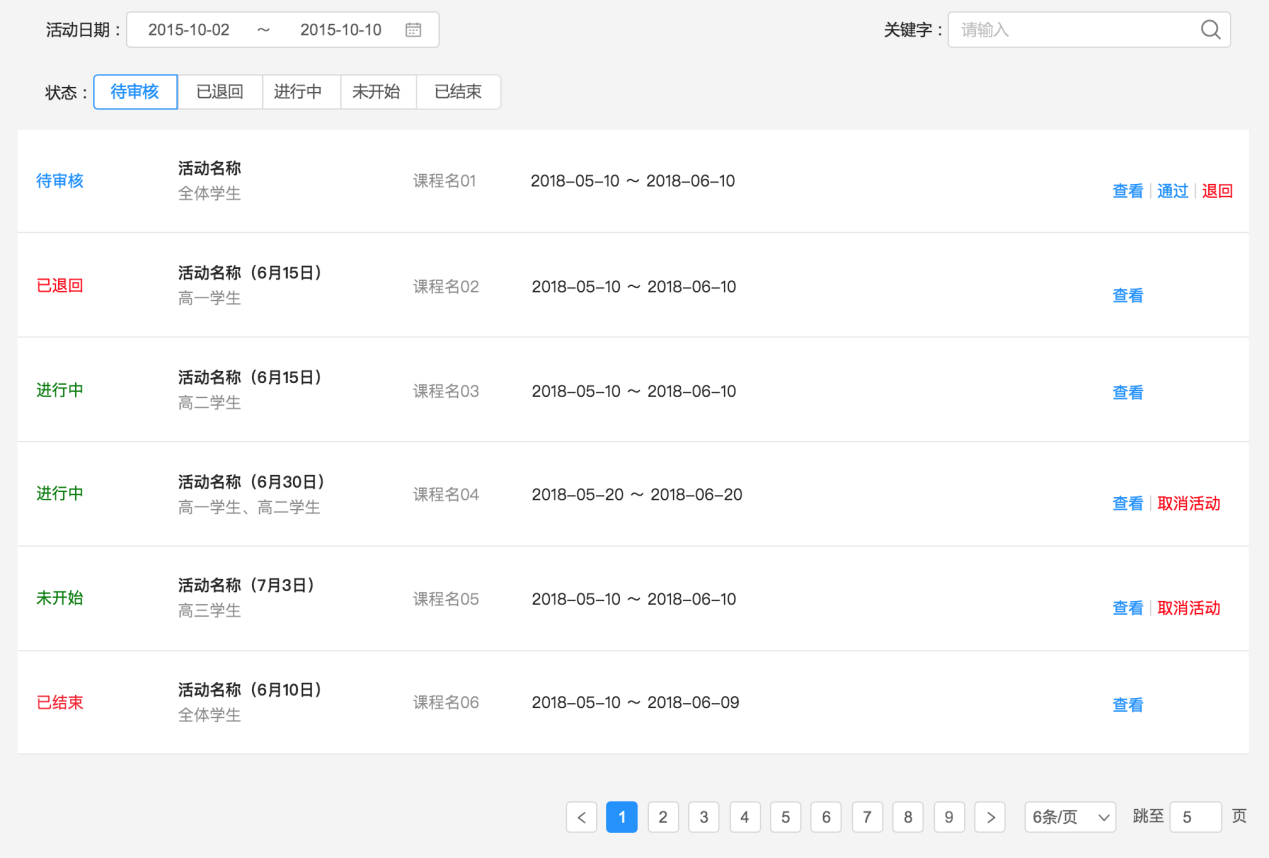 活动日期： 2015-10-02 ～ 2015-10-10 关键字： 请输入
状态： 待审核 已退回 进行中 未开始 已结束
待审核 活动名称 课程名01 2018-05-10 ～ 2018-06-10 查看 通过 退回
全体学生
已退回 活动名称（6月15日） 课程名02 2018-05-10 ～ 2018-06-10 查看
高一学生
进行中 活动名称（6月15日） 课程名03 2018-05-10 ～ 2018-06-10 查看
高二学生
进行中 活动名称（6月30日） 课程名04 2018-05-20 ～ 2018-06-20 查看 取消活动
高一学生、高二学生
未开始 活动名称（7月3日） 课程名05 2018-05-10 ～ 2018-06-10 查看 取消活动
高三学生
已结束 活动名称（6月10日） 课程名06 2018-05-10 ～ 2018-06-09 查看
全体学生
< 1 2 3 4 5 6 7 8 9 > 6条/页 跳至 5 页